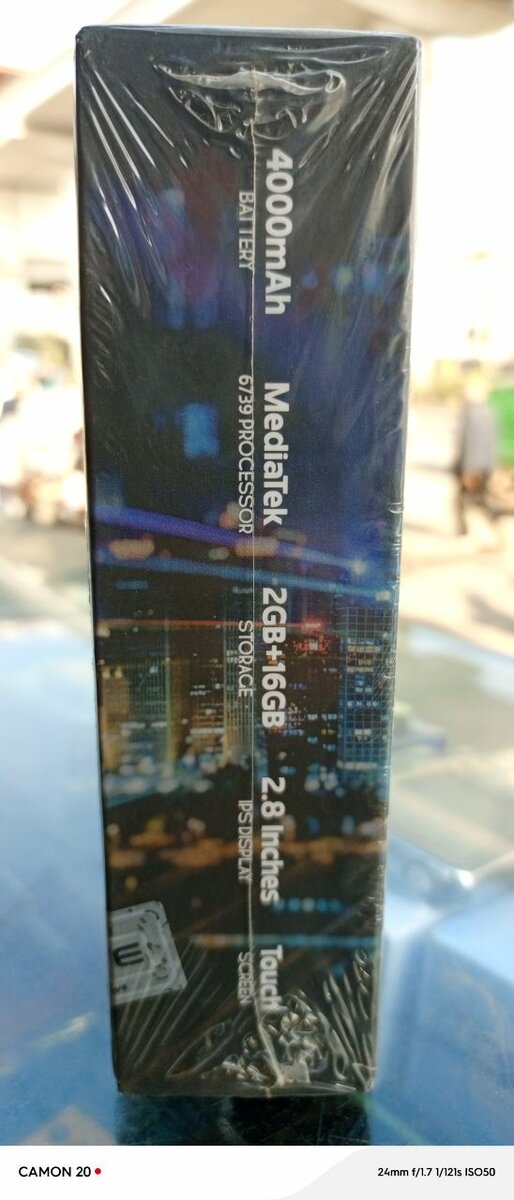 4000mAh
BATTERY
MediaTek
6739 PROCESSOR
2GB+16GB
STORAGE
2.8 Inches
IPS DISPLAY
Touch
SCREEN
CAMON 20
24mm f/1.7 1/121s ISO50